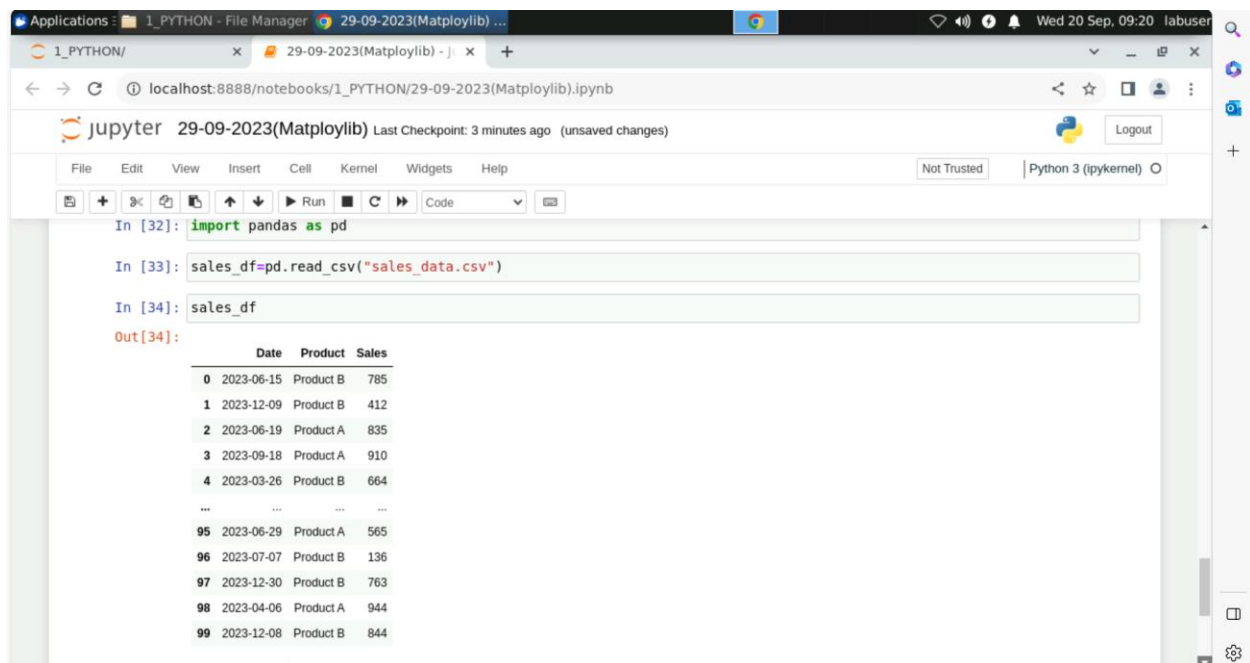 Applications 1_PYTHON - File Manager 29-09-2023(Matploylib) ... Wed 20 Sep, 09:20 labuser
1_PYTHON/ 29-09-2023(Matploylib) - Ju
localhost:8888/notebooks/1_PYTHON/29-09-2023(Matploylib).ipynb
jupyter 29-09-2023(Matploylib) Last Checkpoint: 3 minutes ago (unsaved changes) Logout
File Edit View Insert Cell Kernel Widgets Help Not Trusted Python 3 (ipykernel)
Run Code
In [32]: import pandas as pd
In [33]: sales_df=pd.read_csv("sales_data.csv")
In [34]: sales_df
Out[34]:
Date Product Sales
0 2023-06-15 Product B 785
1 2023-12-09 Product B 412
2 2023-06-19 Product A 835
3 2023-09-18 Product A 910
4 2023-03-26 Product B 664
... ... ... ...
95 2023-06-29 Product A 565
96 2023-07-07 Product B 136
97 2023-12-30 Product B 763
98 2023-04-06 Product A 944
99 2023-12-08 Product B 844